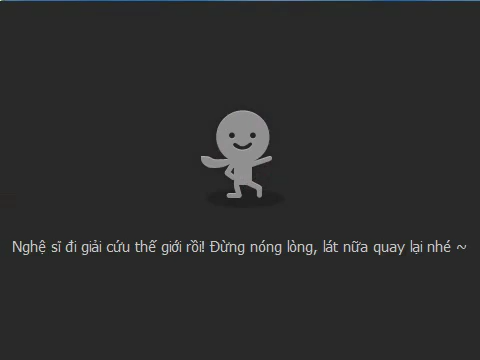 Nghệ sĩ đi giải cứu thế giới rồi! Đừng nóng lòng, lát nữa quay lại nhé ~